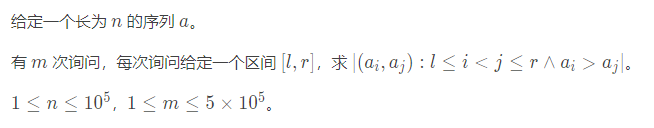 给定一个长为 n 的序列 a。
有 m 次询问，每次询问给定一个区间 [l, r]，求 |(a_i, a_j) : l ≤ i < j ≤ r ∧ a_i > a_j|。
1 ≤ n ≤ 10^5，1 ≤ m ≤ 5 × 10^5。